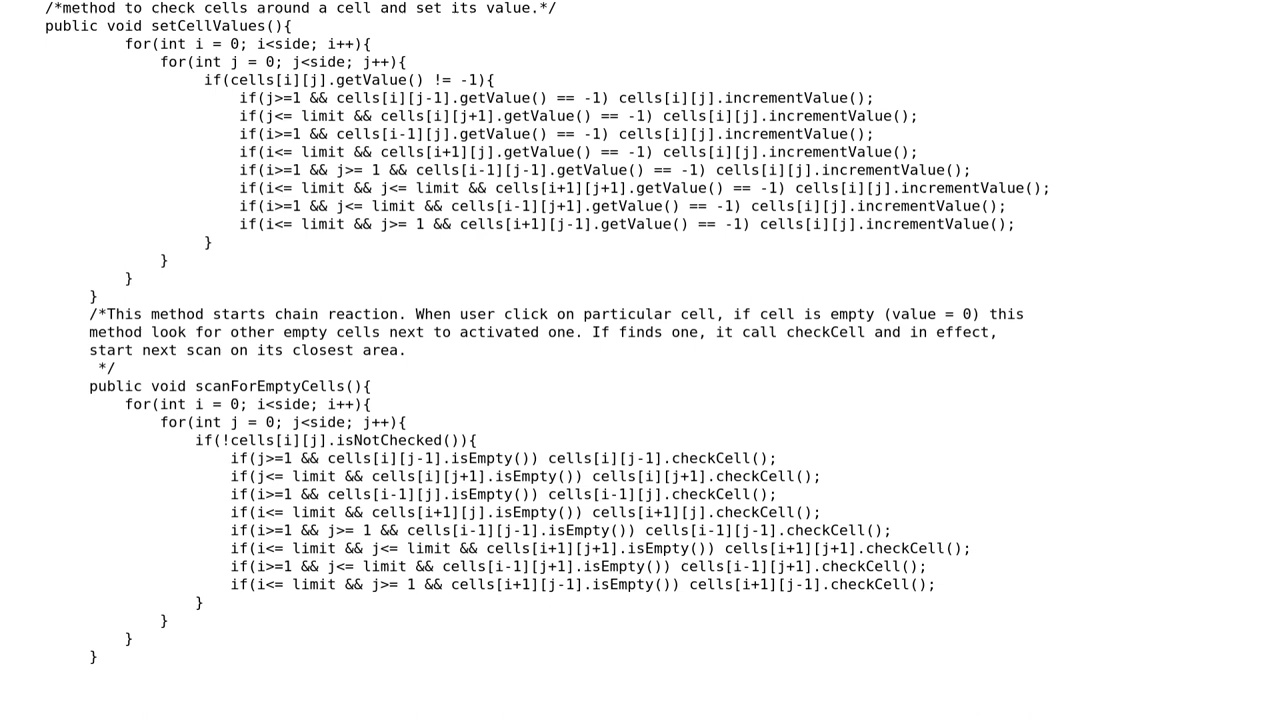 /*method to check cells around a cell and set its value.*/
public void setCellValues(){
for(int i = 0; i<side; i++){
for(int j = 0; j<side; j++){
if(cells[i][j].getValue() != -1){
if(j>=1 && cells[i][j-1].getValue() == -1) cells[i][j].incrementValue();
if(j<= limit && cells[i][j+1].getValue() == -1) cells[i][j].incrementValue();
if(i>=1 && cells[i-1][j].getValue() == -1) cells[i][j].incrementValue();
if(i<= limit && cells[i+1][j].getValue() == -1) cells[i][j].incrementValue();
if(i>=1 && j>= 1 && cells[i-1][j-1].getValue() == -1) cells[i][j].incrementValue();
if(i<= limit && j<= limit && cells[i+1][j+1].getValue() == -1) cells[i][j].incrementValue();
if(i>=1 && j<= limit && cells[i-1][j+1].getValue() == -1) cells[i][j].incrementValue();
if(i<= limit && j>= 1 && cells[i+1][j-1].getValue() == -1) cells[i][j].incrementValue();
}
}
}
}
/*This method starts chain reaction. When user click on particular cell, if cell is empty (value = 0) this
method look for other empty cells next to activated one. If finds one, it call checkCell and in effect,
start next scan on its closest area.
*/
public void scanForEmptyCells(){
for(int i = 0; i<side; i++){
for(int j = 0; j<side; j++){
if(!cells[i][j].isNotChecked()){
if(j>=1 && cells[i][j-1].isEmpty()) cells[i][j-1].checkCell();
if(j<= limit && cells[i][j+1].isEmpty()) cells[i][j+1].checkCell();
if(i>=1 && cells[i-1][j].isEmpty()) cells[i-1][j].checkCell();
if(i<= limit && cells[i+1][j].isEmpty()) cells[i+1][j].checkCell();
if(i>=1 && j>= 1 && cells[i-1][j-1].isEmpty()) cells[i-1][j-1].checkCell();
if(i<= limit && j<= limit && cells[i+1][j+1].isEmpty()) cells[i+1][j+1].checkCell();
if(i>=1 && j<= limit && cells[i-1][j+1].isEmpty()) cells[i-1][j+1].checkCell();
if(i<= limit && j>= 1 && cells[i+1][j-1].isEmpty()) cells[i+1][j-1].checkCell();
}
}
}
}